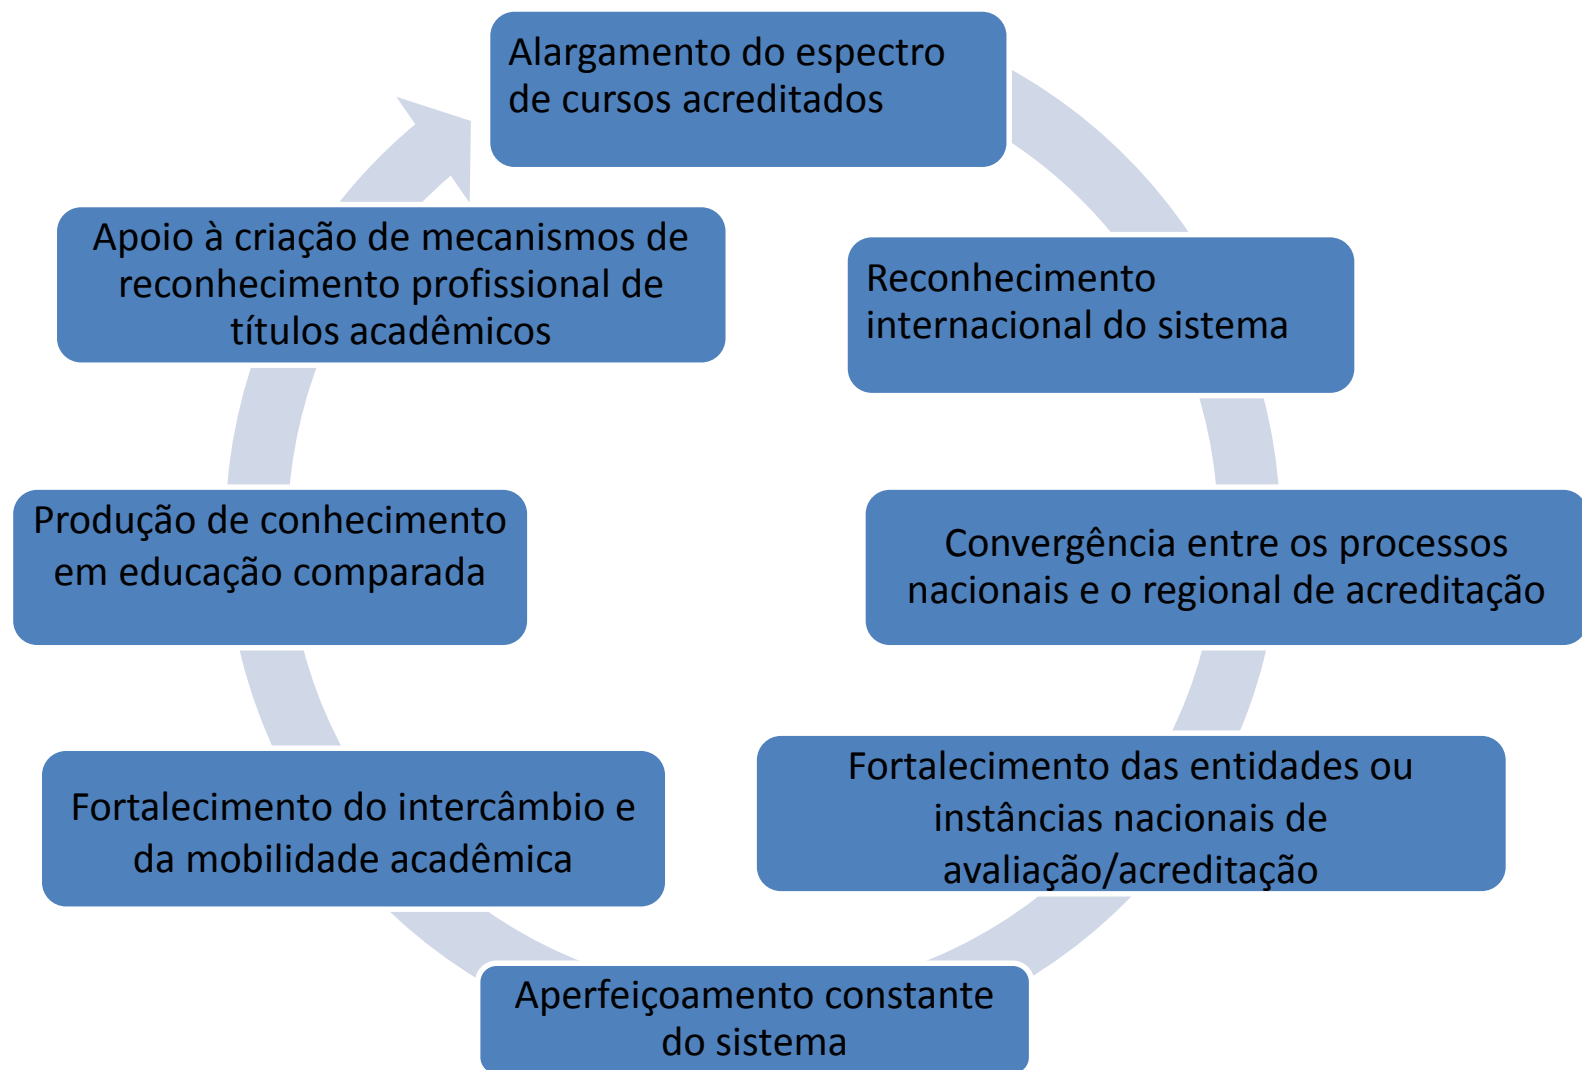 Alargamento do espectro
de cursos acreditados
Reconhecimento
internacional do sistema
Convergência entre os processos
nacionais e o regional de acreditação
Fortalecimento das entidades ou
instâncias nacionais de
avaliação/acreditação
Aperfeiçoamento constante
do sistema
Fortalecimento do intercâmbio e
da mobilidade acadêmica
Produção de conhecimento
em educação comparada
Apoio à criação de mecanismos de
reconhecimento profissional de
títulos acadêmicos